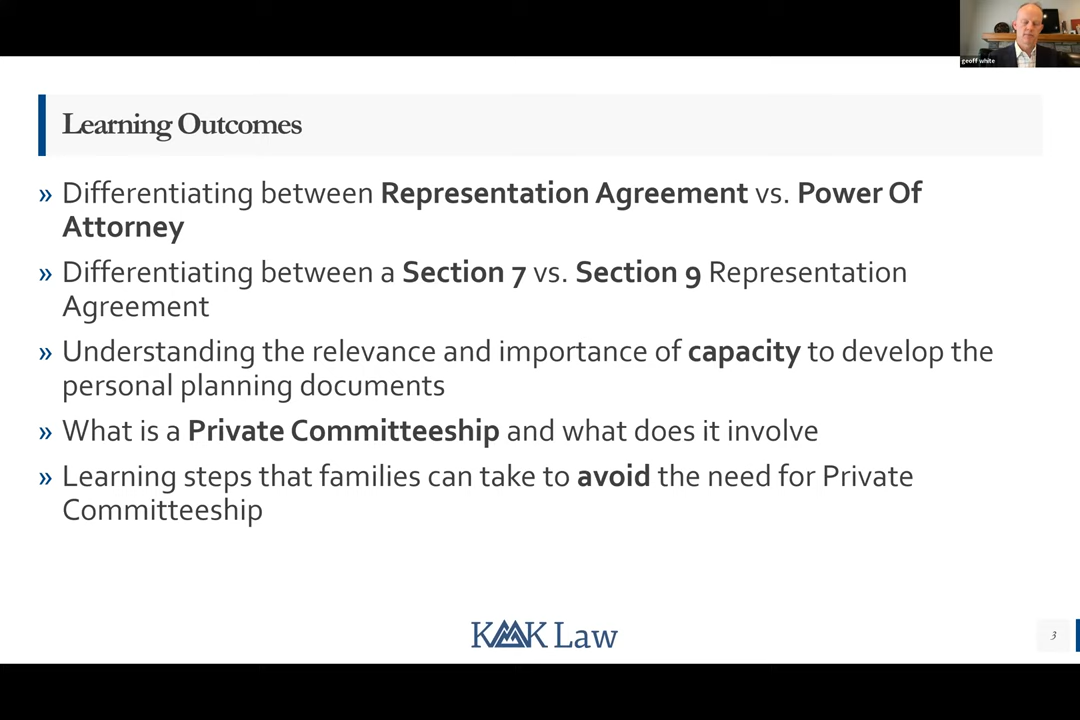 geoff white
Learning Outcomes
» Differentiating between Representation Agreement vs. Power Of
Attorney
» Differentiating between a Section 7 vs. Section 9 Representation
Agreement
» Understanding the relevance and importance of capacity to develop the
personal planning documents
» What is a Private Committeeship and what does it involve
» Learning steps that families can take to avoid the need for Private
Committeeship
KMK Law
3